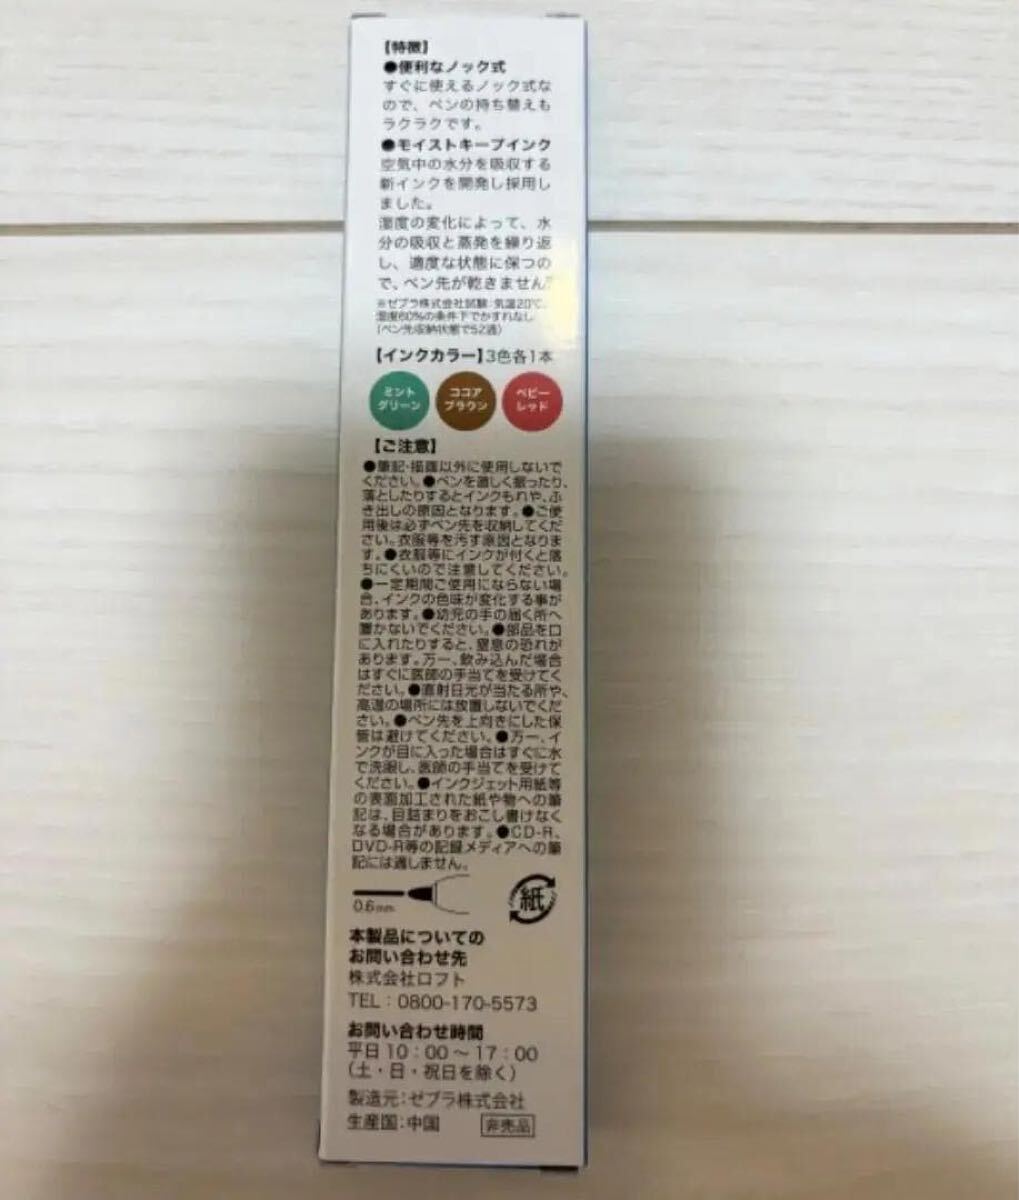 【特徴】
●便利なノック式
すぐに使えるノック式な
ので、ペンの持ち替えも
ラクラクです。
●モイストキープインク
空気中の水分を吸収する
新インクを開発し採用し
ました。
湿度の変化によって、水
分の吸収と蒸発を繰り返
し、適度な状態に保つの
で、ペン先が乾きません※
※ゼブラ株式会社試験:気温20℃、
湿度60%の条件下でかすれなし
(ペン先収納状態で52週)
【インクカラー】3色各1本
ミント
グリーン
ココア
ブラウン
ベビー
レッド
【ご注意】
●筆記・描画以外に使用しないで
ください。●ペンを激しく振ったり、
落としたりするとインクもれや、ふ
き出しの原因となります。●ご使
用後は必ずペン先を収納してくだ
さい。衣服等を汚す原因となりま
す。●衣服等にインクが付くと落
ちにくいので注意してください。
●一定期間ご使用にならない場
合、インクの色味が変化する事が
あります。●幼児の手の届く所へ
置かないでください。●部品を口
に入れたりすると、窒息の恐れが
あります。万一、飲み込んだ場合
はすぐに医師の手当てを受けてく
ださい。●直射日光が当たる所や、
高温の場所には放置しないでくだ
さい。●ペン先を上向きにした保
管は避けてください。●万一、イ
ンクが目に入った場合はすぐに水
で洗眼し、医師の手当てを受けて
ください。●インクジェット用紙等
の表面加工された紙や物への筆
記は、目詰まりをおこし書けなく
なる場合があります。●CD-R、
DVD-R等の記録メディアへの筆
記には適しません。
0.6mm
紙
本製品についての
お問い合わせ先
株式会社ロフト
TEL:0800-170-5573
お問い合わせ時間
平日10:00〜17:00
(土・日・祝日を除く)
製造元:ゼブラ株式会社
生産国:中国 非売品